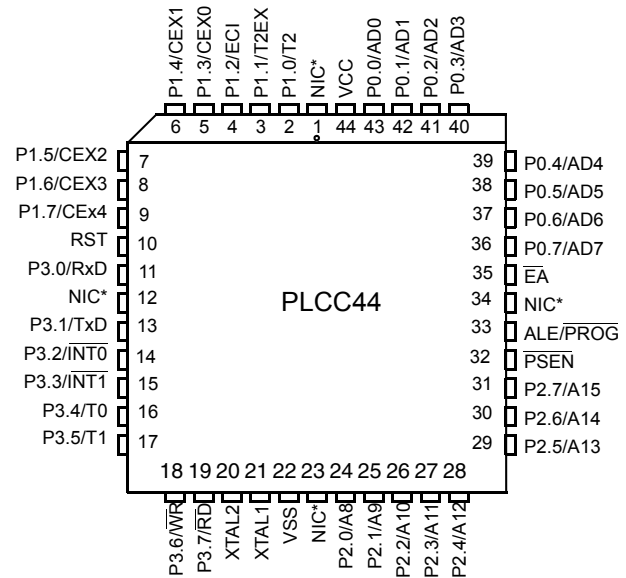 P1.4/CEX1
P1.3/CEX0
P1.2/ECI
P1.1/T2EX
P1.0/T2
NIC*
VCC
P0.0/AD0
P0.1/AD1
P0.2/AD2
P0.3/AD3
6 5 4 3 2 1 44 43 42 41 40
P1.5/CEX2 7
P1.6/CEX3 8
P1.7/CEx4 9
RST 10
P3.0/RxD 11
NIC* 12
P3.1/TxD 13
P3.2/INT0 14
P3.3/INT1 15
P3.4/T0 16
P3.5/T1 17
PLCC44
39 P0.4/AD4
38 P0.5/AD5
37 P0.6/AD6
36 P0.7/AD7
35 EA
34 NIC*
33 ALE/PROG
32 PSEN
31 P2.7/A15
30 P2.6/A14
29 P2.5/A13
18 19 20 21 22 23 24 25 26 27 28
P3.6/WR
P3.7/RD
XTAL2
XTAL1
VSS
NIC*
P2.0/A8
P2.1/A9
P2.2/A10
P2.3/A11
P2.4/A12